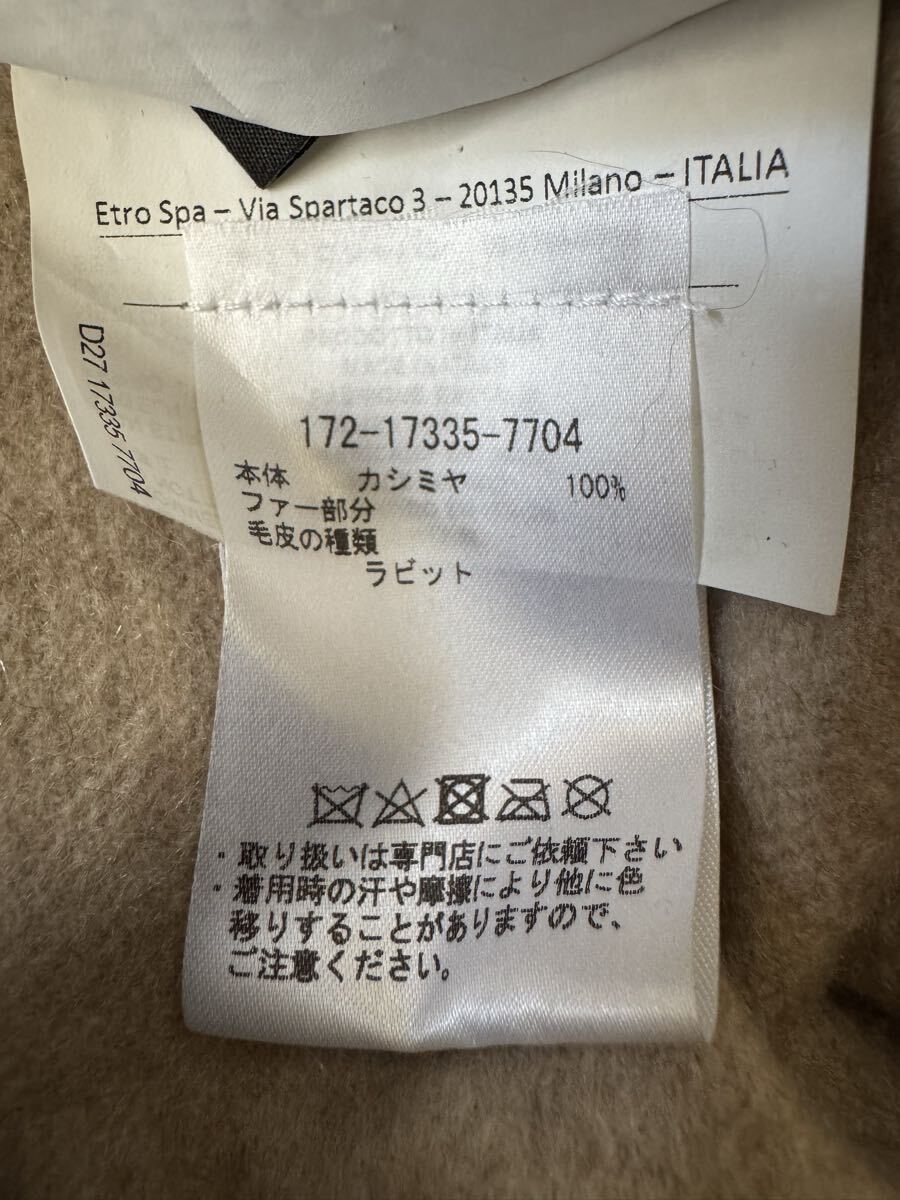 Etro Spa – Via Spartaco 3 – 20135 Milano – ITALIA
D27 17335 7704
172-17335-7704
本体 カシミヤ 100%
ファー部分
毛皮の種類
ラビット
・取り扱いは専門店にご依頼下さい
・着用時の汗や摩擦により他に色
移りすることがありますので、
ご注意ください。